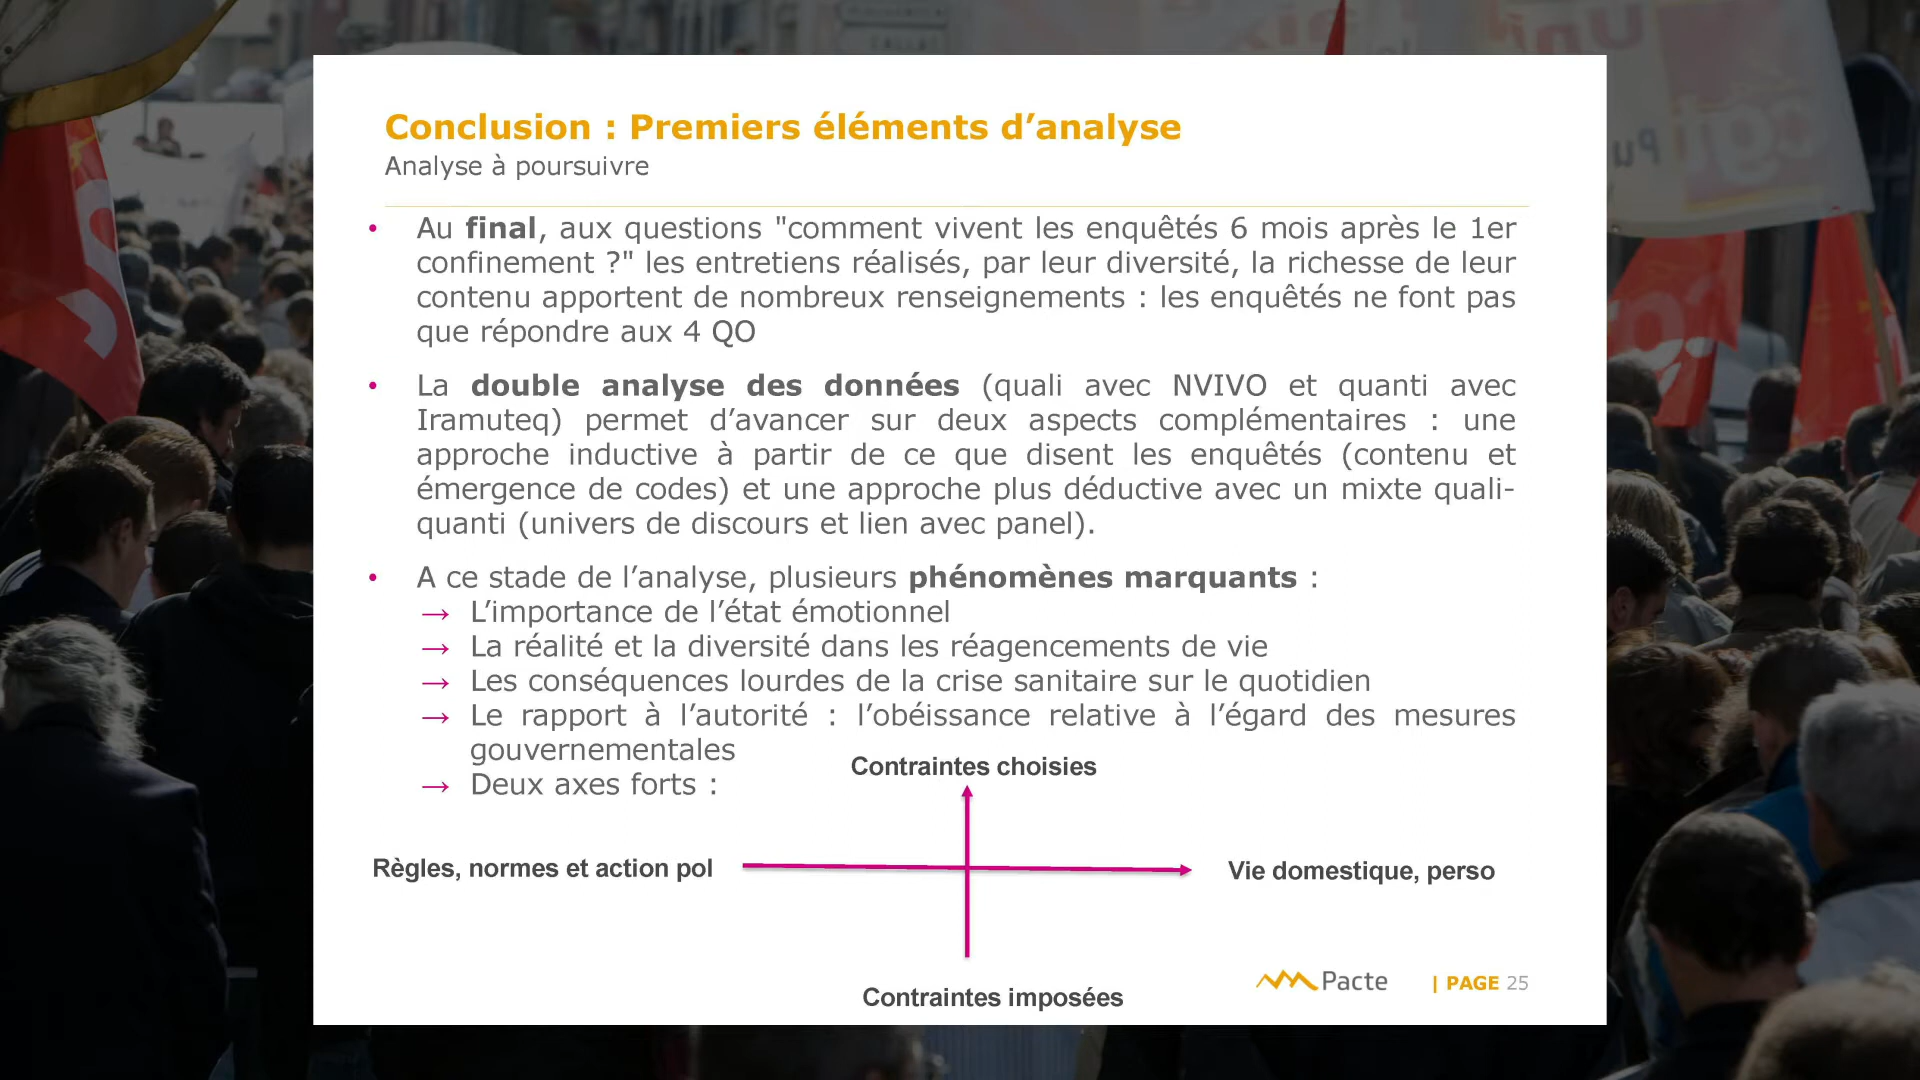 Conclusion : Premiers éléments d’analyse
Analyse à poursuivre
• Au final, aux questions "comment vivent les enquêtés 6 mois après le 1er
confinement ?" les entretiens réalisés, par leur diversité, la richesse de leur
contenu apportent de nombreux renseignements : les enquêtés ne font pas
que répondre aux 4 QO
• La double analyse des données (quali avec NVIVO et quanti avec
Iramuteq) permet d’avancer sur deux aspects complémentaires : une
approche inductive à partir de ce que disent les enquêtés (contenu et
émergence de codes) et une approche plus déductive avec un mixte quali-
quanti (univers de discours et lien avec panel).
• A ce stade de l’analyse, plusieurs phénomènes marquants :
→ L’importance de l’état émotionnel
→ La réalité et la diversité dans les réagencements de vie
→ Les conséquences lourdes de la crise sanitaire sur le quotidien
→ Le rapport à l’autorité : l’obéissance relative à l’égard des mesures
gouvernementales
→ Deux axes forts :
Contraintes choisies
Règles, normes et action pol
Vie domestique, perso
Contraintes imposées
Pacte
| PAGE 25